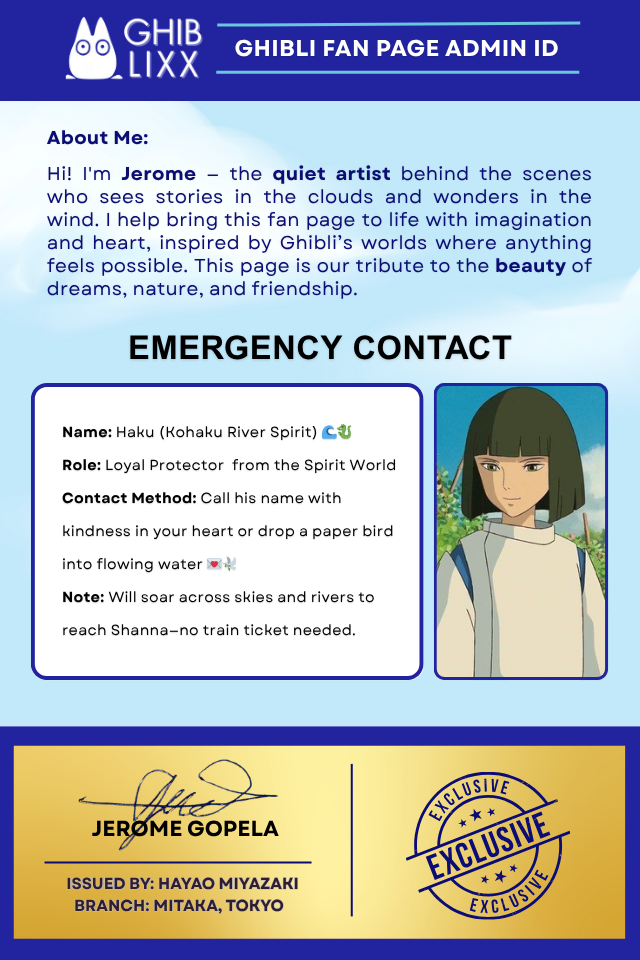 GHIB
LIXX
GHIBLI FAN PAGE ADMIN ID
About Me:
Hi! I'm Jerome – the quiet artist behind the scenes
who sees stories in the clouds and wonders in the
wind. I help bring this fan page to life with imagination
and heart, inspired by Ghibli’s worlds where anything
feels possible. This page is our tribute to the beauty of
dreams, nature, and friendship.
EMERGENCY CONTACT
Name: Haku (Kohaku River Spirit) 🌊🐉
Role: Loyal Protector from the Spirit World
Contact Method: Call his name with
kindness in your heart or drop a paper bird
into flowing water 💌🕊️
Note: Will soar across skies and rivers to
reach Shanna–no train ticket needed.
JEROME GOPELA
ISSUED BY: HAYAO MIYAZAKI
BRANCH: MITAKA, TOKYO
EXCLUSIVE
EXCLUSIVE
EXCLUSIVE